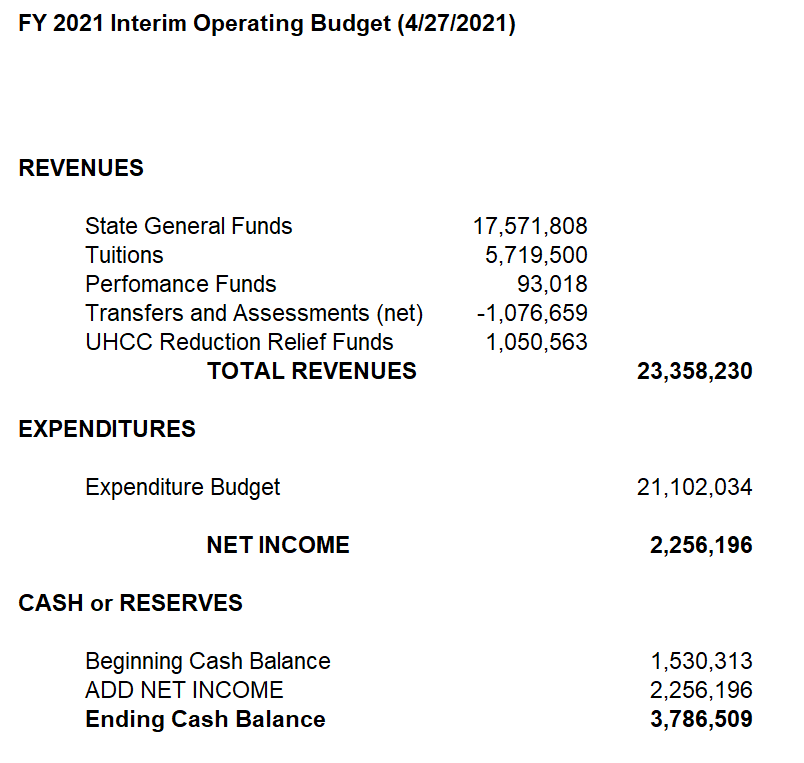 FY 2021 Interim Operating Budget (4/27/2021)
REVENUES
State General Funds 17,571,808
Tuitions 5,719,500
Perfomance Funds 93,018
Transfers and Assessments (net) -1,076,659
UHCC Reduction Relief Funds 1,050,563
TOTAL REVENUES 23,358,230
EXPENDITURES
Expenditure Budget 21,102,034
NET INCOME 2,256,196
CASH or RESERVES
Beginning Cash Balance 1,530,313
ADD NET INCOME 2,256,196
Ending Cash Balance 3,786,509